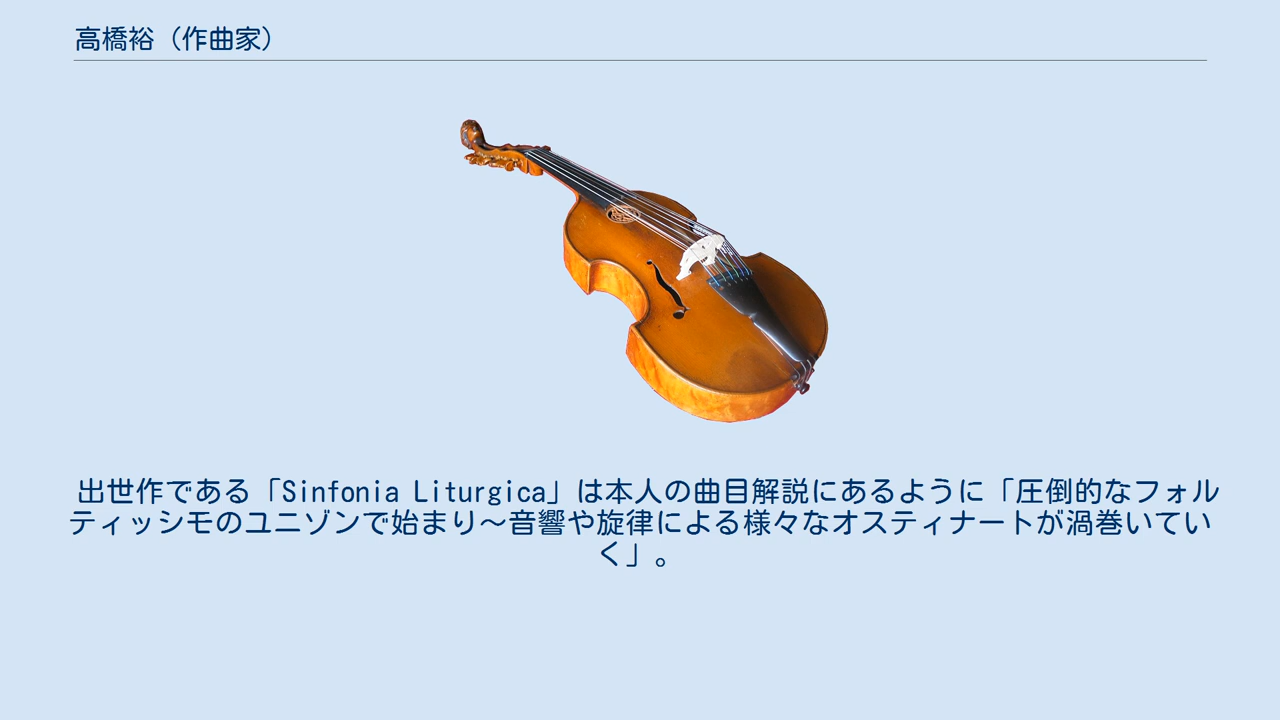 高橋裕（作曲家）
出世作である「Sinfonia Liturgica」は本人の曲目解説にあるように「圧倒的なフォル
ティッシモのユニゾンで始まり～音響や旋律による様々なオスティナートが渦巻いてい
く」。